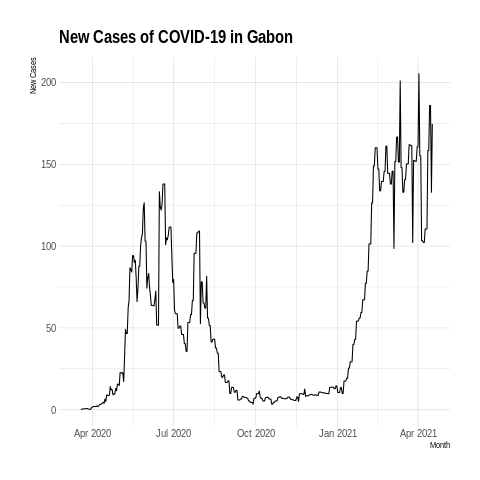 New Cases of COVID-19 in Gabon
New Cases
200
150
100
50
0
Apr 2020
Jul 2020
Oct 2020
Jan 2021
Apr 2021
Month